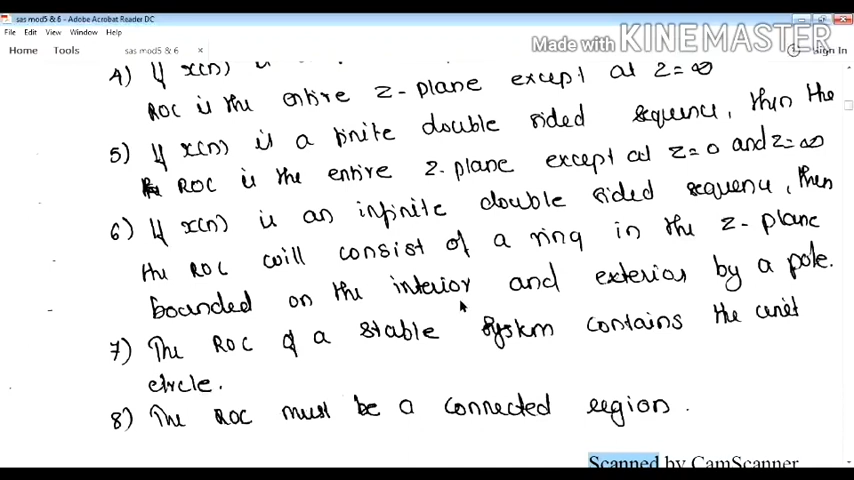 sas mod5 & 6 - Adobe Acrobat Reader DC
File Edit View Window Help
Home Tools sas mod5 & 6 × Sign In
Made with KINEMASTER
4) If x(n) is
ROC is the entire z-plane except at z=∞
5) If x(n) is a finite double sided sequence, then the
ROC is the entire z-plane except at z=0 and z=∞
6) If x(n) is an infinite double sided sequence, then
the ROC will consist of a ring in the z-plane
bounded on the interior and exterior by a pole.
7) The ROC of a stable system contains the unit
circle.
8) The ROC must be a connected region.
Scanned by CamScanner